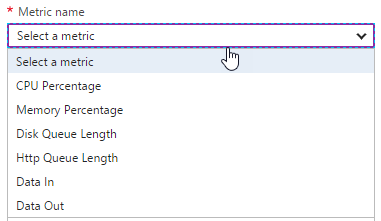 * Metric name
Select a metric
Select a metric
CPU Percentage
Memory Percentage
Disk Queue Length
Http Queue Length
Data In
Data Out